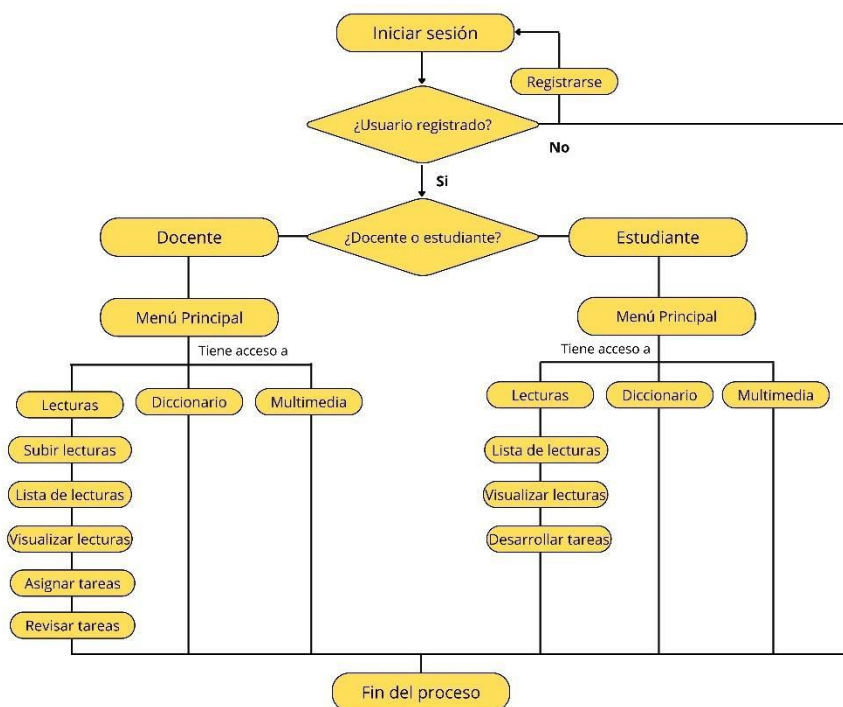 Iniciar sesión
Registrarse
¿Usuario registrado?
No
Si
Docente
¿Docente o estudiante?
Estudiante
Menú Principal
Menú Principal
Tiene acceso a
Tiene acceso a
Lecturas
Diccionario
Multimedia
Lecturas
Diccionario
Multimedia
Subir lecturas
Lista de lecturas
Lista de lecturas
Visualizar lecturas
Visualizar lecturas
Desarrollar tareas
Asignar tareas
Revisar tareas
Fin del proceso